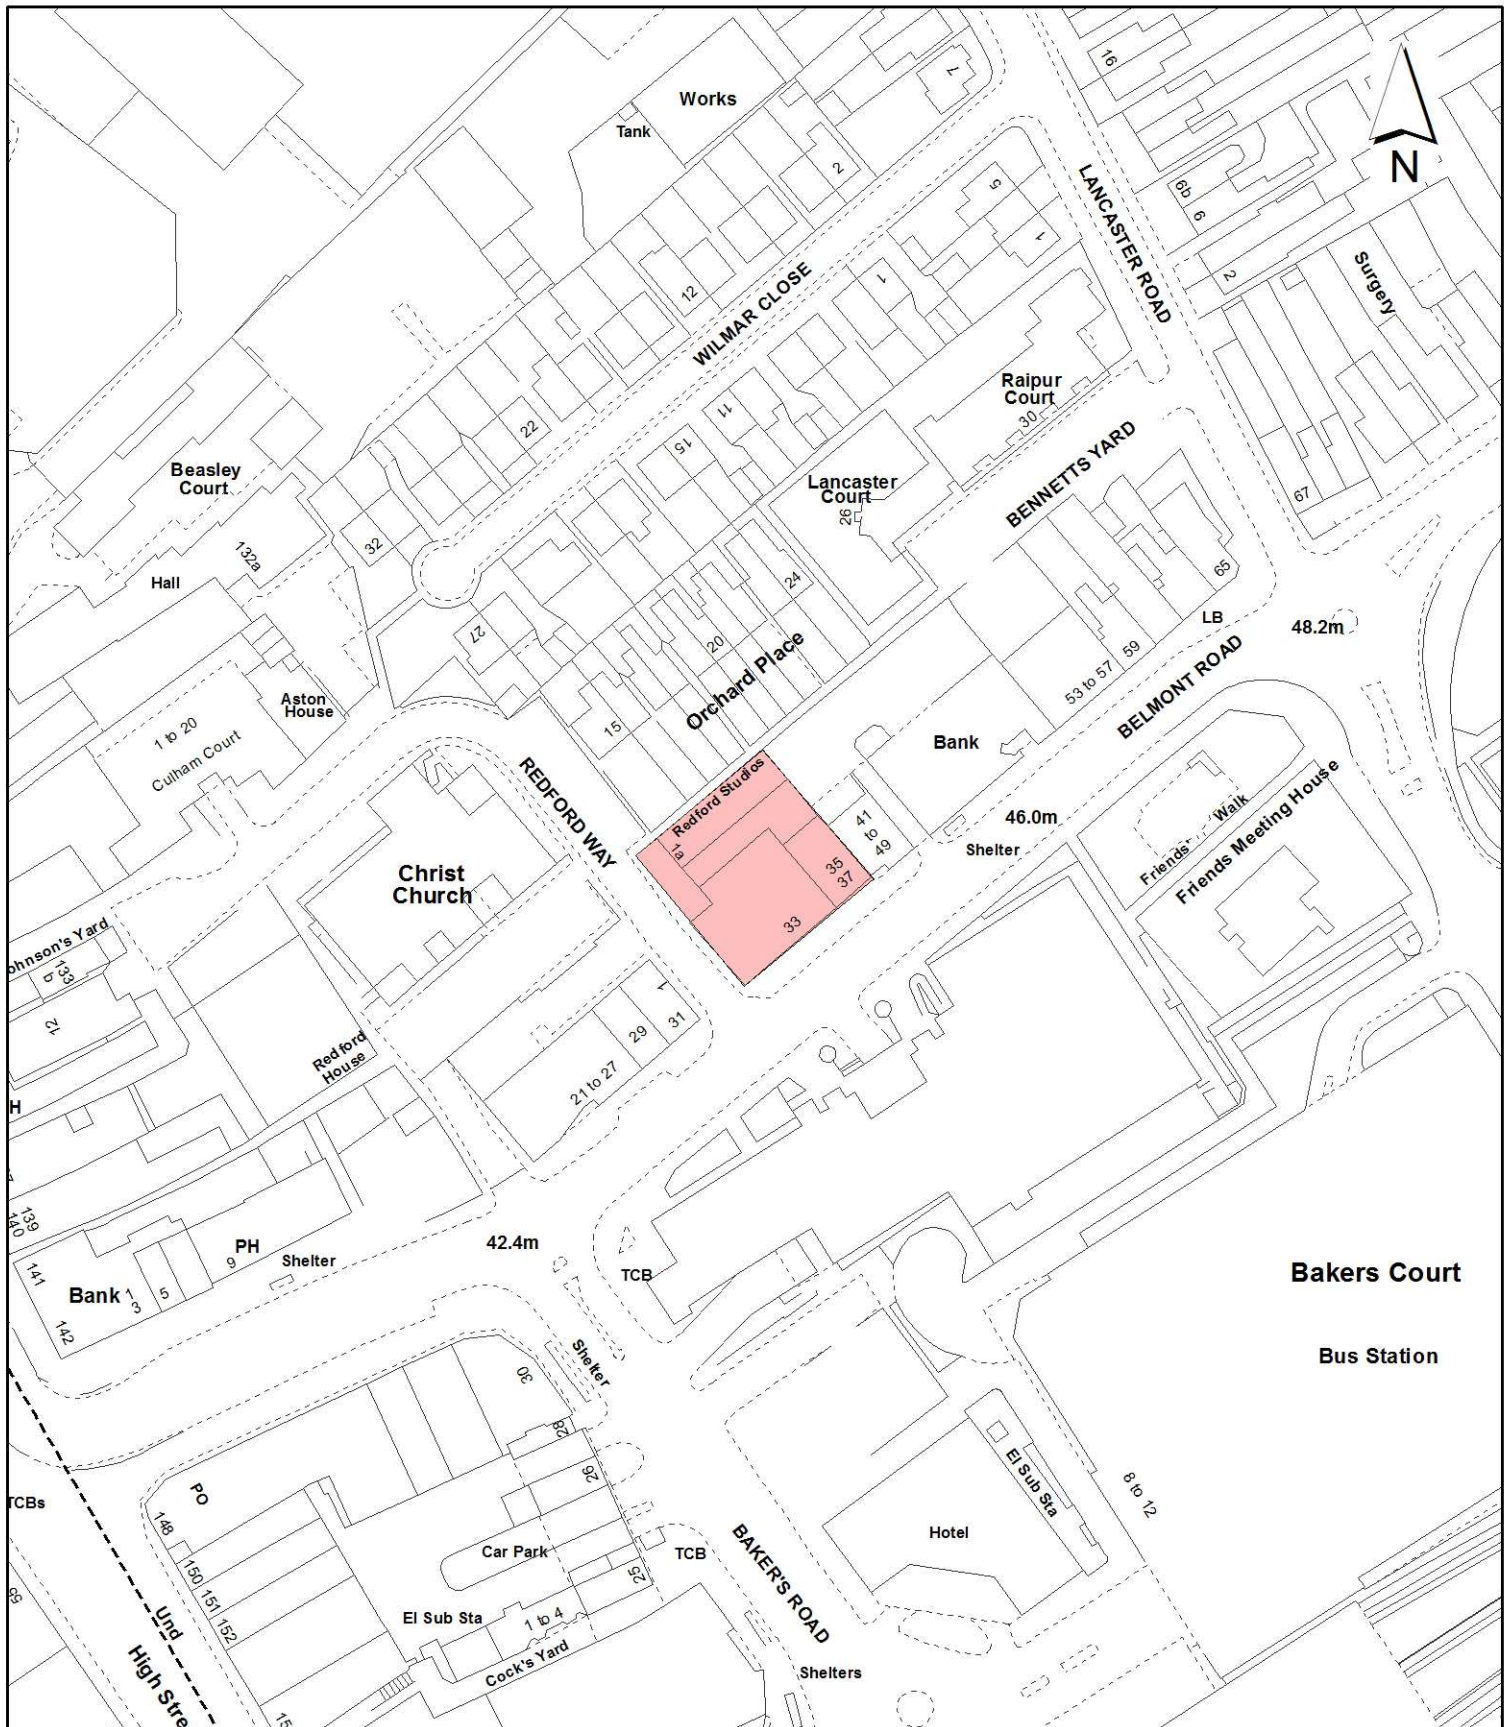 16
7
Works
N
Tank
2
5
6b
6
LANCASTER ROAD
1
2
Surgery
1
12
WILMAR CLOSE
Raipur
Court
30
11
22
15
BENNETTS YARD
Beasley
Court
Lancaster
Court
26
67
32
132a
Hall
24
65
LB
48.2m
27
20
59
53 to 57
Orchard Place
BELMONT ROAD
Aston
House
1 to 20
Culham Court
15
Bank
REDFORD WAY
Redford Studios
1a
41
to
49
46.0m
Shelter
Friends'
Walk
Friends Meeting House
Christ
Church
35
37
33
ohnson's Yard
133
b
12
1
31
29
21 to 27
Redford
House
H
139
140
PH
9
Shelter
42.4m
TCB
141
Bank
1
3
5
142
Bakers Court
Bus Station
Shelter
30
28
26
El Sub Sta
8 to 12
PO
TCBs
148
Hotel
Car Park
TCB
BAKER'S ROAD
150
151
152
25
55
Und
El Sub Sta
1 to 4
Cock's Yard
High Stre
Shelters